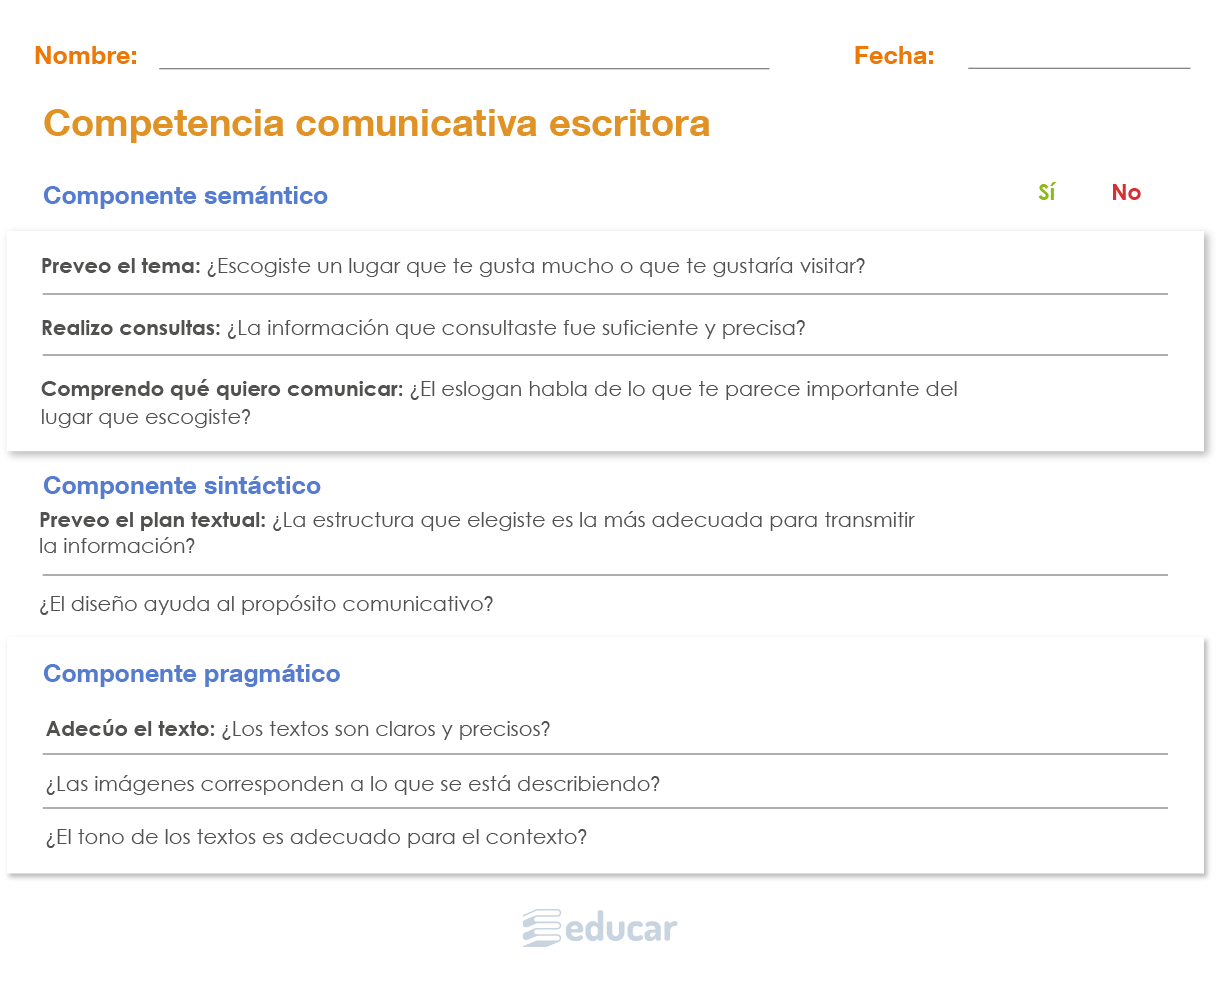 Nombre:
Fecha:
Competencia comunicativa escritora
Componente semántico
Sí
No
Preveo el tema: ¿Escogiste un lugar que te gusta mucho o que te gustaría visitar?
Realizo consultas: ¿La información que consultaste fue suficiente y precisa?
Comprendo qué quiero comunicar: ¿El eslogan habla de lo que te parece importante del
lugar que escogiste?
Componente sintáctico
Preveo el plan textual: ¿La estructura que elegiste es la más adecuada para transmitir
la información?
¿El diseño ayuda al propósito comunicativo?
Componente pragmático
Adecúo el texto: ¿Los textos son claros y precisos?
¿Las imágenes corresponden a lo que se está describiendo?
¿El tono de los textos es adecuado para el contexto?
educar